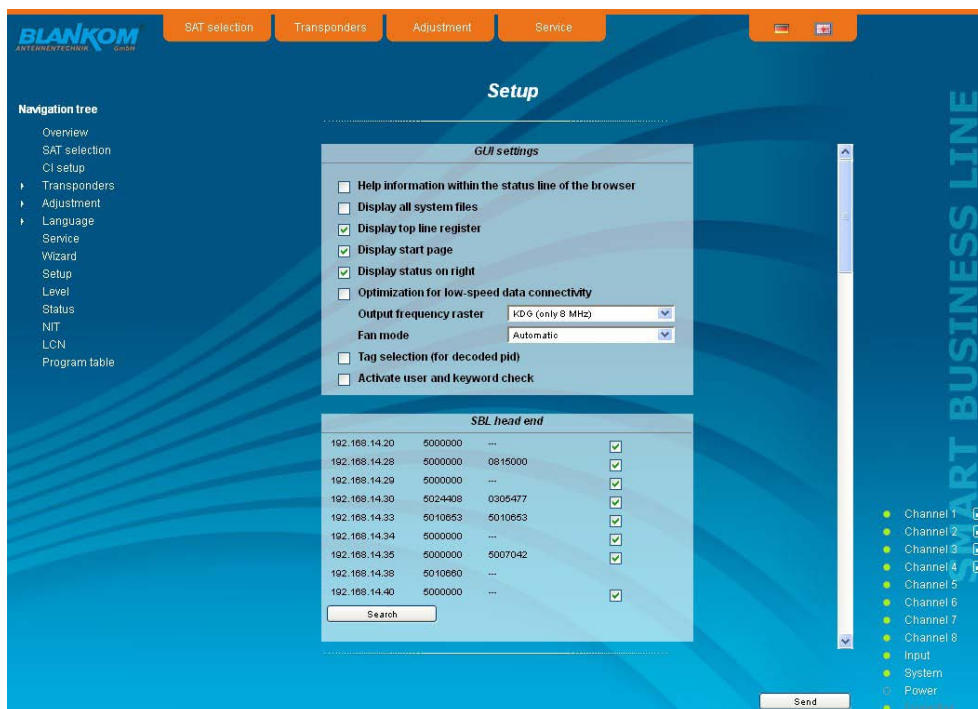 BLANKOM
ANTENNENTECHNIK GmbH
SAT selection
Transponders
Adjustment
Service
Setup
Navigation tree
Overview
SAT selection
CI setup
Transponders
Adjustment
Language
Service
Wizard
Setup
Level
Status
NIT
LCN
Program table
GUI settings
Help information within the status line of the browser
Display all system files
Display top line register
Display start page
Display status on right
Optimization for low-speed data connectivity
Output frequency raster KDG (only 8 MHz)
Fan mode Automatic
Tag selection (for decoded pid)
Activate user and keyword check
SBL head end
192.168.14.20 5000000 ---
192.168.14.28 5000000 0815000
192.168.14.29 5000000 ---
192.168.14.30 5024408 0305477
192.168.14.33 5010653 5010653
192.168.14.34 5000000 ---
192.168.14.35 5000000 5007042
192.168.14.38 5010660 ---
192.168.14.40 5000000 ---
Search
Send
SMART BUSINESS LINE
Channel 1
Channel 2
Channel 3
Channel 4
Channel 5
Channel 6
Channel 7
Channel 8
Input
System
Power